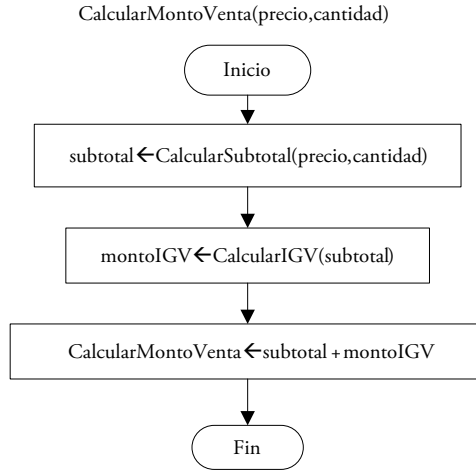 CalcularMontoVenta(precio,cantidad)
Inicio
subtotal←CalcularSubtotal(precio,cantidad)
montoIGV←CalcularIGV(subtotal)
CalcularMontoVenta←subtotal + montoIGV
Fin